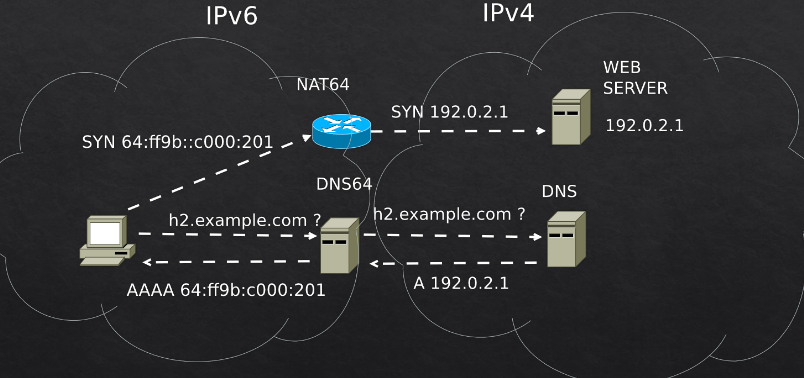 IPv6
IPv4
NAT64
WEB
SERVER
SYN 192.0.2.1
192.0.2.1
SYN 64:ff9b::c000:201
DNS64
DNS
h2.example.com ?
h2.example.com ?
AAAA 64:ff9b:c000:201
A 192.0.2.1